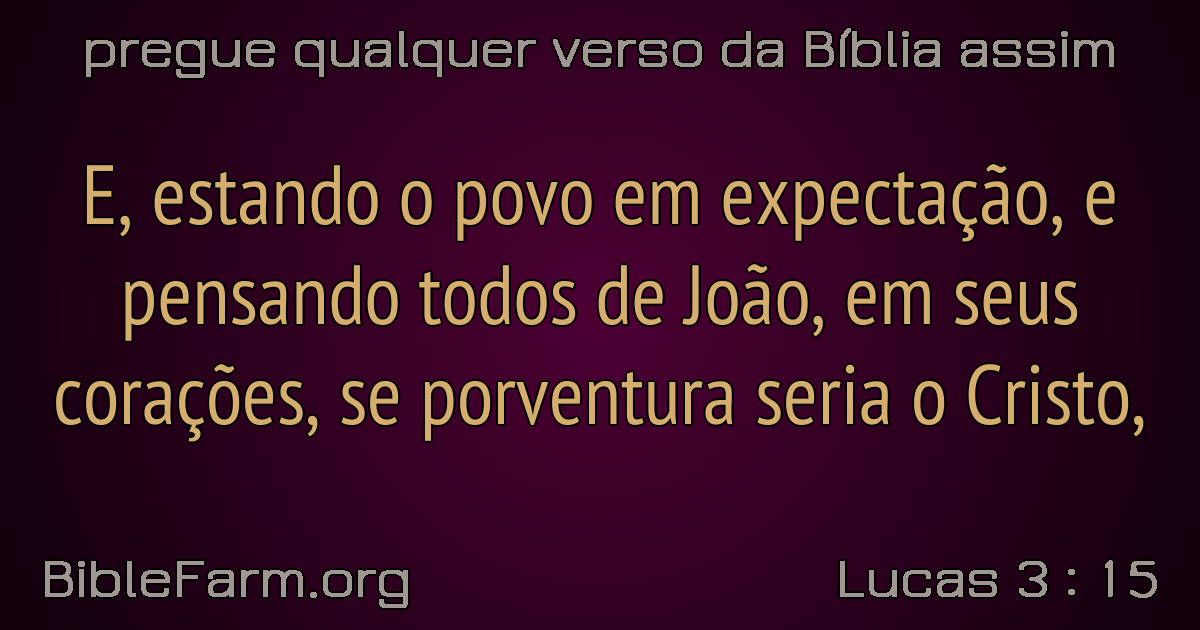 pregue qualquer verso da Bíblia assim
E, estando o povo em expectação, e
pensando todos de João, em seus
corações, se porventura seria o Cristo,
BibleFarm.org
Lucas 3 : 15